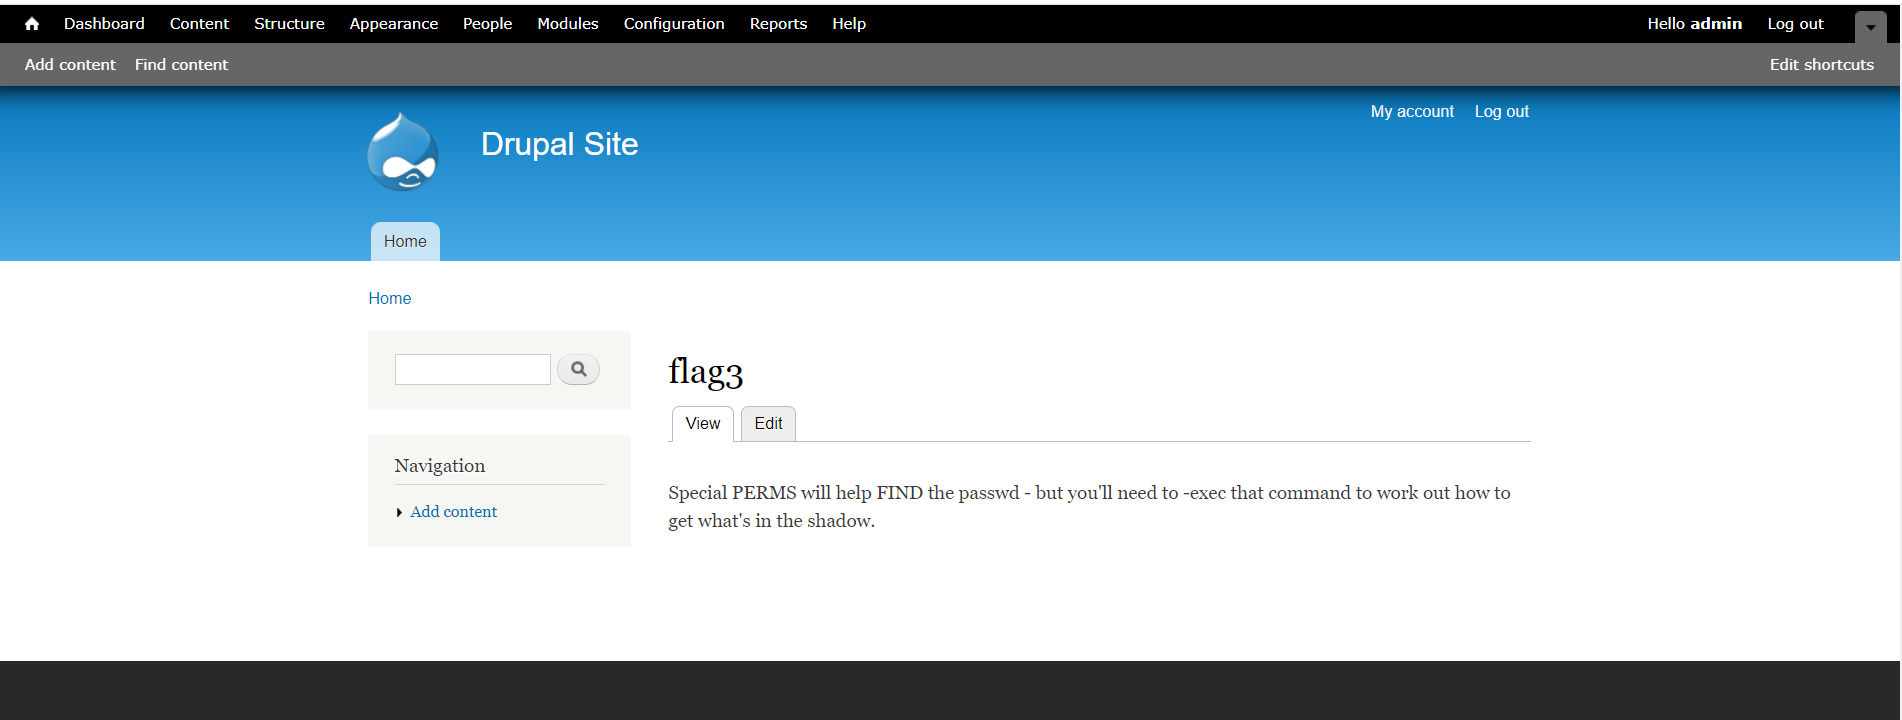 Dashboard Content Structure Appearance People Modules Configuration Reports Help Hello admin Log out
Add content Find content Edit shortcuts
My account Log out
Drupal Site
Home
Home
flag3
View Edit
Navigation
Add content
Special PERMS will help FIND the passwd - but you'll need to -exec that command to work out how to
get what's in the shadow.